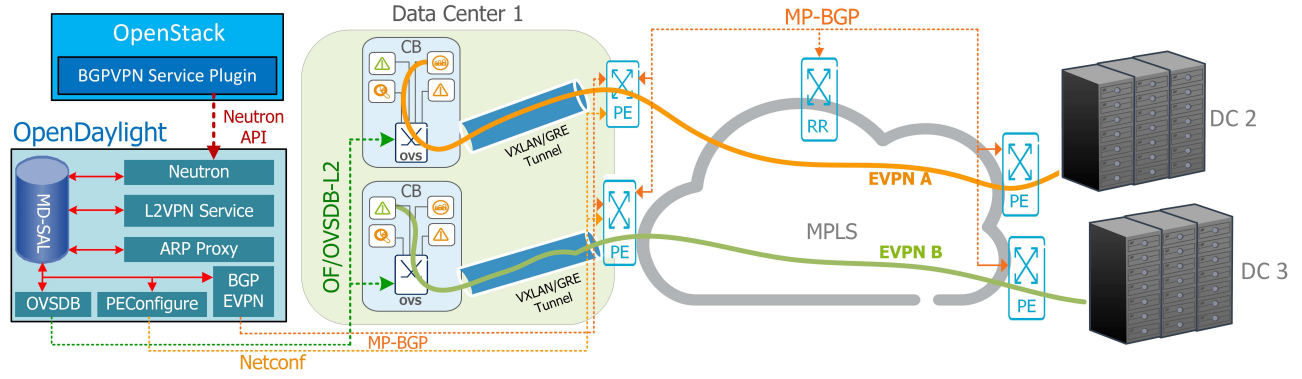 OpenStack
BGPVPN Service Plugin
Neutron
API
OpenDaylight
MD-SAL
Neutron
L2VPN Service
ARP Proxy
BGP
EVPN
OVSDB
PEConfigure
MP-BGP
Netconf
OF/OVSDB-L2
Data Center 1
CB
OVS
VXLAN/GRE
Tunnel
PE
CB
OVS
VXLAN/GRE
Tunnel
PE
MP-BGP
RR
EVPN A
MPLS
EVPN B
PE
PE
DC 2
DC 3